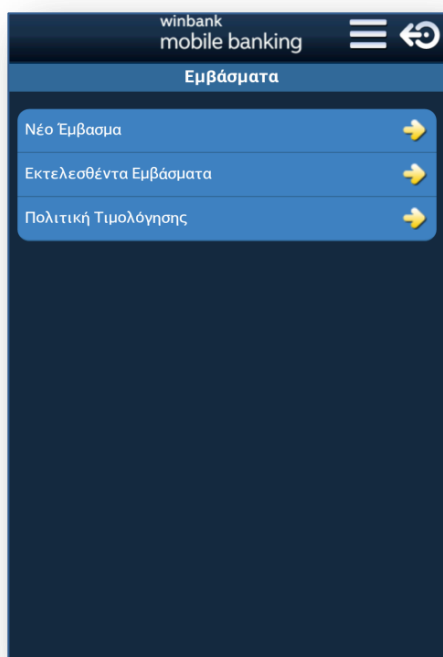 winbank
mobile banking
Εμβάσματα
Νέο Έμβασμα
Εκτελεσθέντα Εμβάσματα
Πολιτική Τιμολόγησης